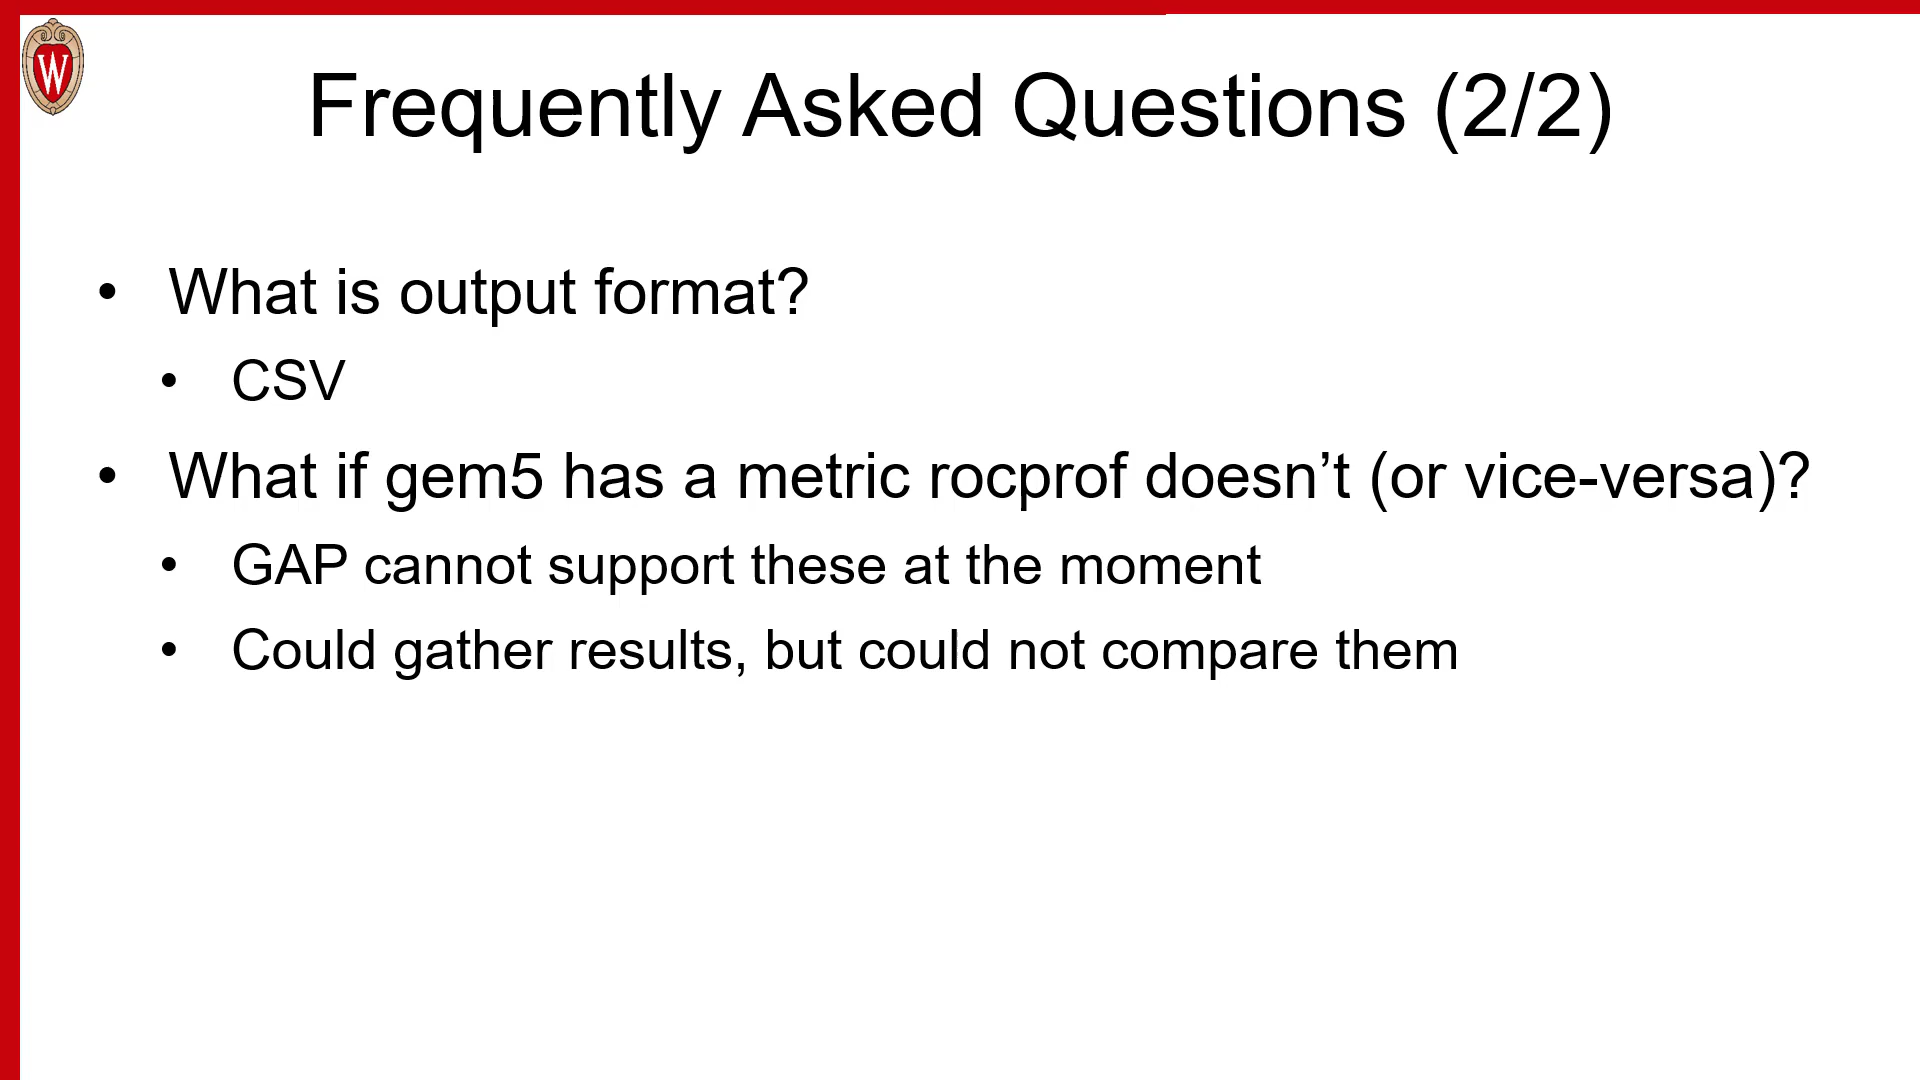 W
Frequently Asked Questions (2/2)
• What is output format?
• CSV
• What if gem5 has a metric rocprof doesn’t (or vice-versa)?
• GAP cannot support these at the moment
• Could gather results, but could not compare them